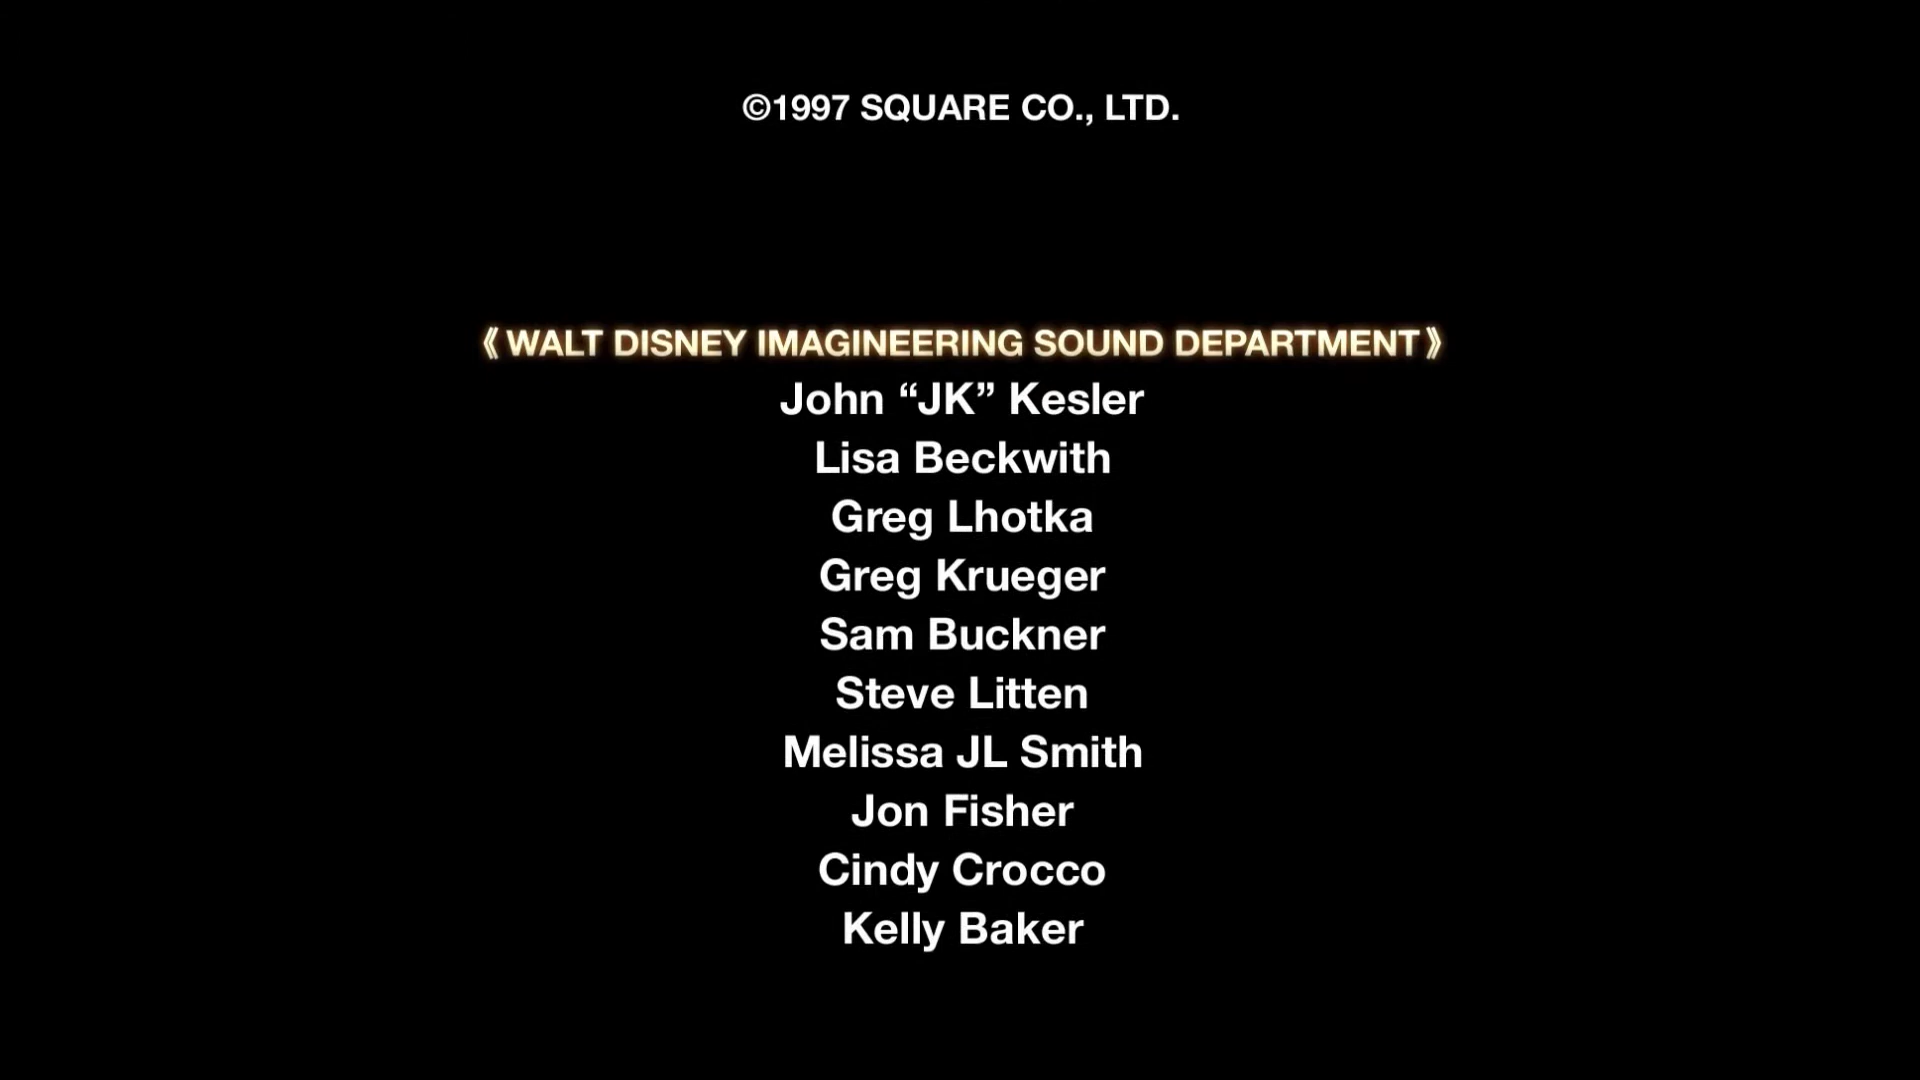 ©1997 SQUARE CO., LTD.
《WALT DISNEY IMAGINEERING SOUND DEPARTMENT》
John “JK” Kesler
Lisa Beckwith
Greg Lhotka
Greg Krueger
Sam Buckner
Steve Litten
Melissa JL Smith
Jon Fisher
Cindy Crocco
Kelly Baker